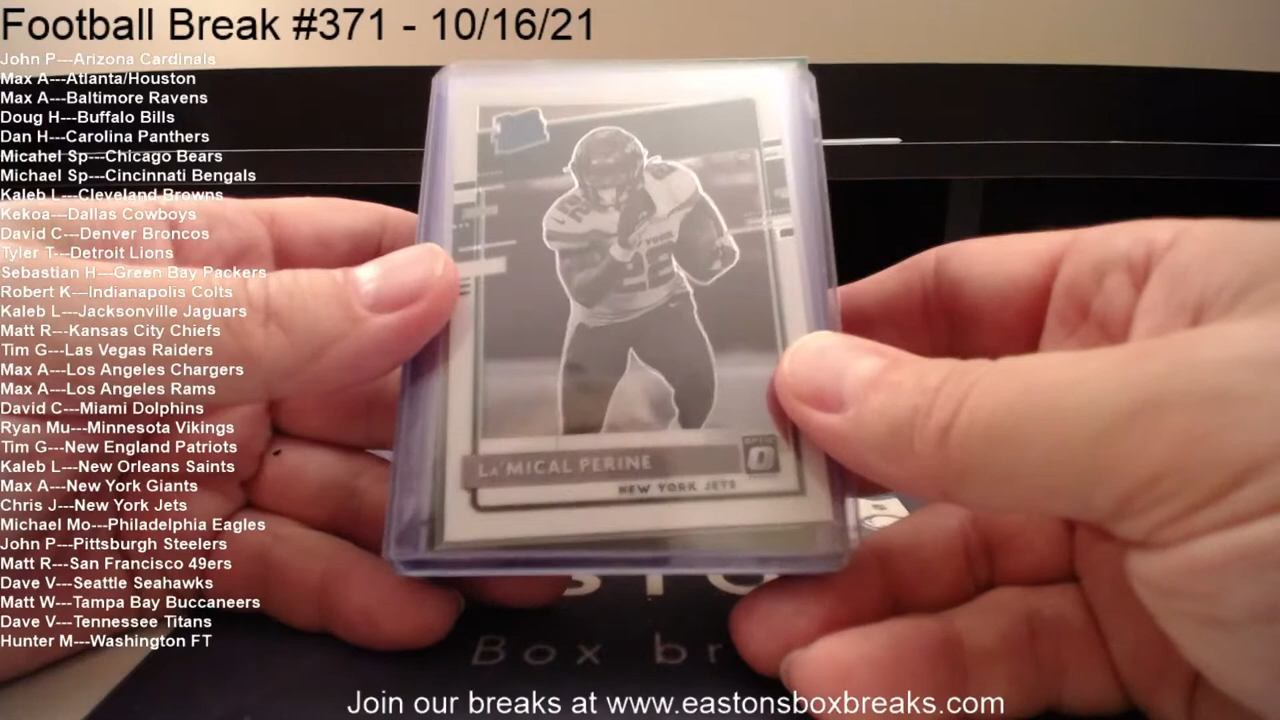 Football Break #371 - 10/16/21
John P---Arizona Cardinals
Max A---Atlanta/Houston
Max A---Baltimore Ravens
Doug H---Buffalo Bills
Dan H---Carolina Panthers
Micahel Sp---Chicago Bears
Michael Sp---Cincinnati Bengals
Kaleb L---Cleveland Browns
Kekoa---Dallas Cowboys
David C---Denver Broncos
Tyler T---Detroit Lions
Sebastian H---Green Bay Packers
Robert K---Indianapolis Colts
Kaleb L---Jacksonville Jaguars
Matt R---Kansas City Chiefs
Tim G---Las Vegas Raiders
Max A---Los Angeles Chargers
Max A---Los Angeles Rams
David C---Miami Dolphins
Ryan Mu---Minnesota Vikings
Tim G---New England Patriots
Kaleb L---New Orleans Saints
Max A---New York Giants
Chris J---New York Jets
Michael Mo---Philadelphia Eagles
John P---Pittsburgh Steelers
Matt R---San Francisco 49ers
Dave V---Seattle Seahawks
Matt W---Tampa Bay Buccaneers
Dave V---Tennessee Titans
Hunter M---Washington FT
La'MICAL PERINE
NEW YORK JETS
Box br
Join our breaks at www.eastonsboxbreaks.com